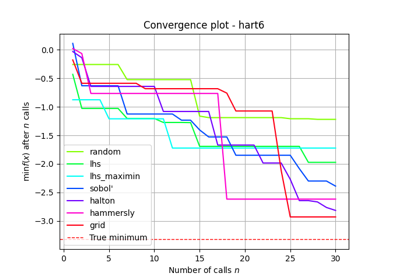 Convergence plot - hart6
min f(x) after n calls
0.0
−0.5
−1.0
−1.5
−2.0
−2.5
−3.0
random
lhs
lhs_maximin
sobol'
halton
hammersly
grid
True minimum
0 5 10 15 20 25 30
Number of calls n